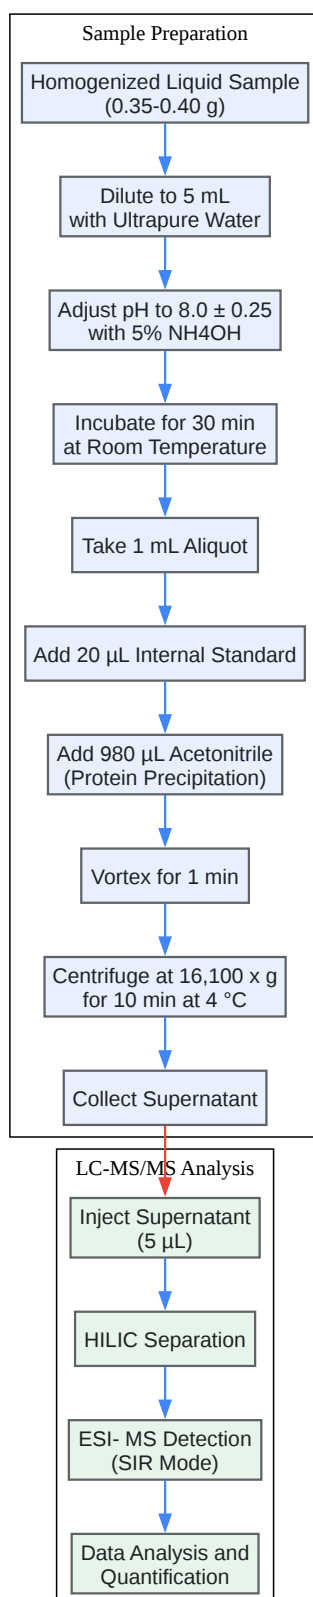 Sample Preparation
Homogenized Liquid Sample
(0.35-0.40 g)
Dilute to 5 mL
with Ultrapure Water
Adjust pH to 8.0 ± 0.25
with 5% NH4OH
Incubate for 30 min
at Room Temperature
Take 1 mL Aliquot
Add 20 µL Internal Standard
Add 980 µL Acetonitrile
(Protein Precipitation)
Vortex for 1 min
Centrifuge at 16,100 x g
for 10 min at 4 °C
Collect Supernatant
LC-MS/MS Analysis
Inject Supernatant
(5 µL)
HILIC Separation
ESI- MS Detection
(SIR Mode)
Data Analysis and
Quantification